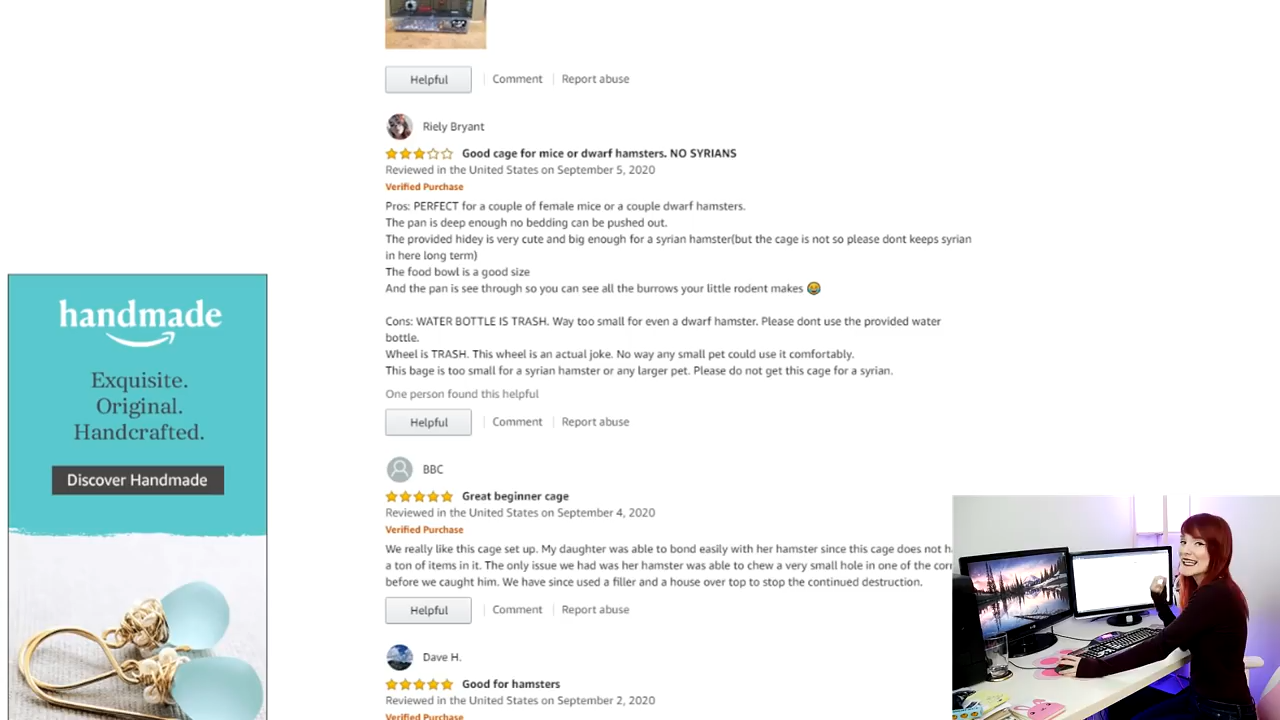 Helpful
Comment
Report abuse
Riely Bryant
Good cage for mice or dwarf hamsters. NO SYRIANS
Reviewed in the United States on September 5, 2020
Verified Purchase
Pros: PERFECT for a couple of female mice or a couple dwarf hamsters.
The pan is deep enough no bedding can be pushed out.
The provided hidey is very cute and big enough for a syrian hamster(but the cage is not so please dont keeps syrian
in here long term)
The food bowl is a good size
And the pan is see through so you can see all the burrows your little rodent makes 😂
Cons: WATER BOTTLE IS TRASH. Way too small for even a dwarf hamster. Please dont use the provided water
bottle.
Wheel is TRASH. This wheel is an actual joke. No way any small pet could use it comfortably.
This bage is too small for a syrian hamster or any larger pet. Please do not get this cage for a syrian.
One person found this helpful
Helpful
Comment
Report abuse
BBC
Great beginner cage
Reviewed in the United States on September 4, 2020
Verified Purchase
We really like this cage set up. My daughter was able to bond easily with her hamster since this cage does not
a ton of items in it. The only issue we had was her hamster was able to chew a very small hole in one of the
before we caught him. We have since used a filler and a house over top to stop the continued destruction.
Helpful
Comment
Report abuse
Dave H.
Good for hamsters
Reviewed in the United States on September 2, 2020
Verified Purchase
handmade
Exquisite.
Original.
Handcrafted.
Discover Handmade